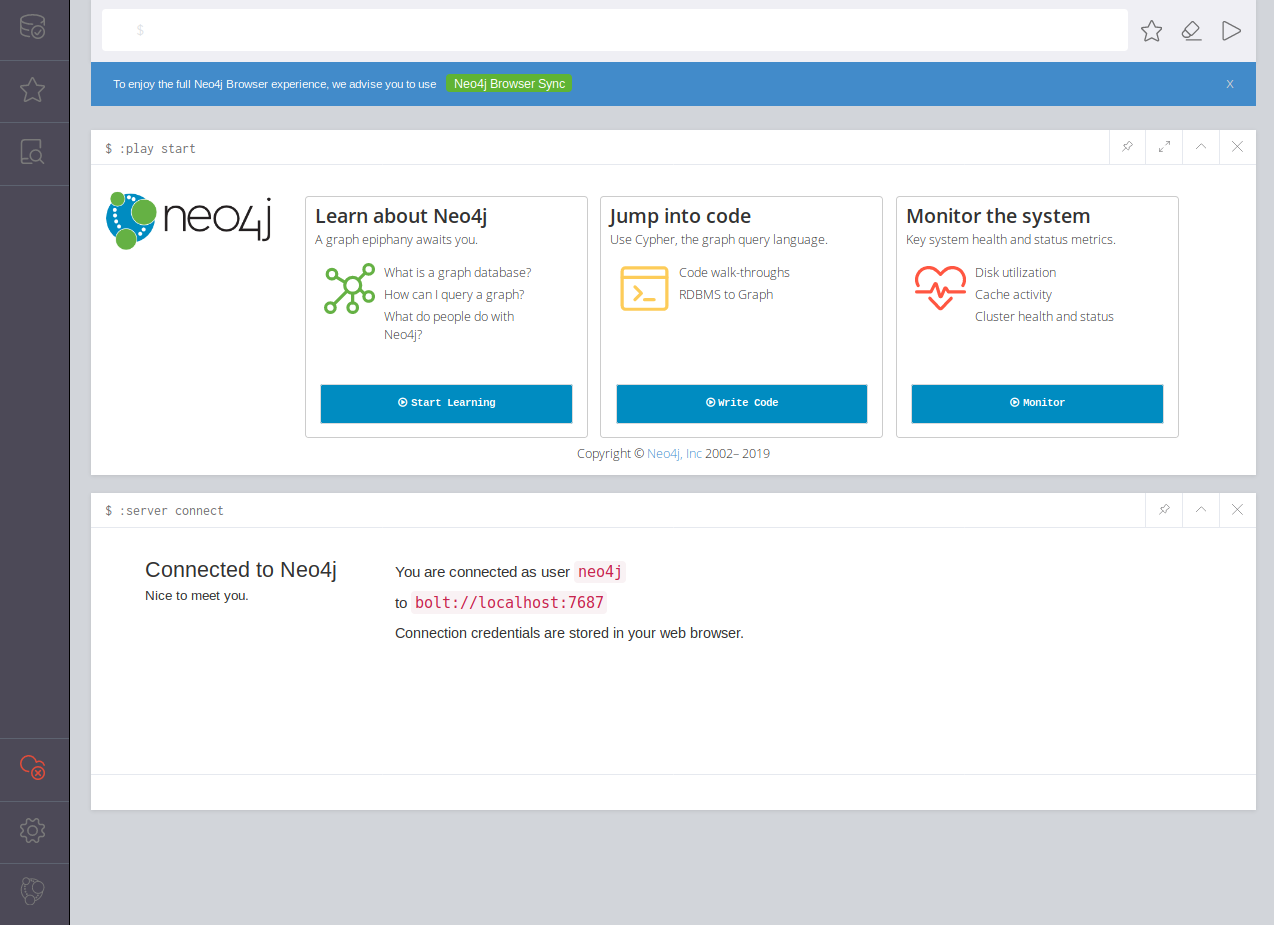 $
To enjoy the full Neo4j Browser experience, we advise you to use Neo4j Browser Sync x
$ :play start
neo4j
Learn about Neo4j
A graph epiphany awaits you.
What is a graph database?
How can I query a graph?
What do people do with
Neo4j?
Start Learning
Jump into code
Use Cypher, the graph query language.
Code walk-throughs
RDBMS to Graph
Write Code
Monitor the system
Key system health and status metrics.
Disk utilization
Cache activity
Cluster health and status
Monitor
Copyright © Neo4j, Inc 2002– 2019
$ :server connect
Connected to Neo4j
Nice to meet you.
You are connected as user neo4j
to bolt://localhost:7687
Connection credentials are stored in your web browser.